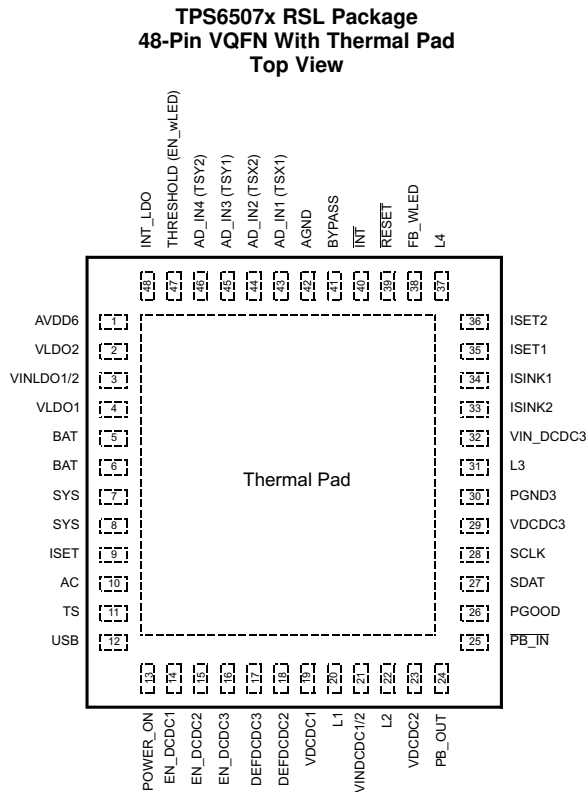 TPS6507x RSL Package
48-Pin VQFN With Thermal Pad
Top View
INT_LDO
THRESHOLD (EN_wLED)
AD_IN4 (TSY2)
AD_IN3 (TSY1)
AD_IN2 (TSX2)
AD_IN1 (TSX1)
AGND
BYPASS
INT
RESET
FB_WLED
L4
48
47
46
45
44
43
42
41
40
39
38
37
AVDD6 1
VLDO2 2
VINLDO1/2 3
VLDO1 4
BAT 5
BAT 6
SYS 7
SYS 8
ISET 9
AC 10
TS 11
USB 12
Thermal Pad
36 ISET2
35 ISET1
34 ISINK1
33 ISINK2
32 VIN_DCDC3
31 L3
30 PGND3
29 VDCDC3
28 SCLK
27 SDAT
26 PGOOD
25 PB_IN
13
14
15
16
17
18
19
20
21
22
23
24
POWER_ON
EN_DCDC1
EN_DCDC2
EN_DCDC3
DEFDCDC3
DEFDCDC2
VDCDC1
L1
VINDCDC1/2
L2
VDCDC2
PB_OUT